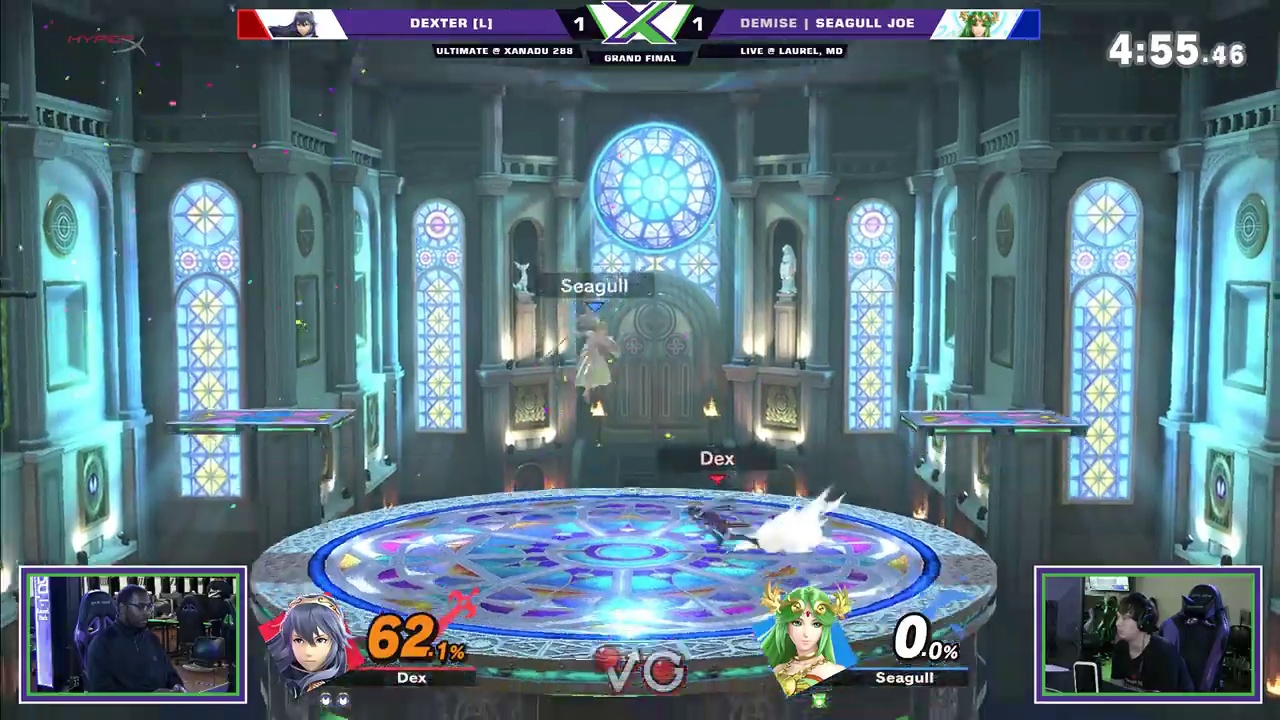 DEXTER [L]
1
1
DEMISE | SEAGULL JOE
ULTIMATE @ XANADU 288
GRAND FINAL
LIVE @ LAUREL, MD
HYPERX
4:55.46
Seagull
Dex
62.1%
Dex
0.0%
Seagull